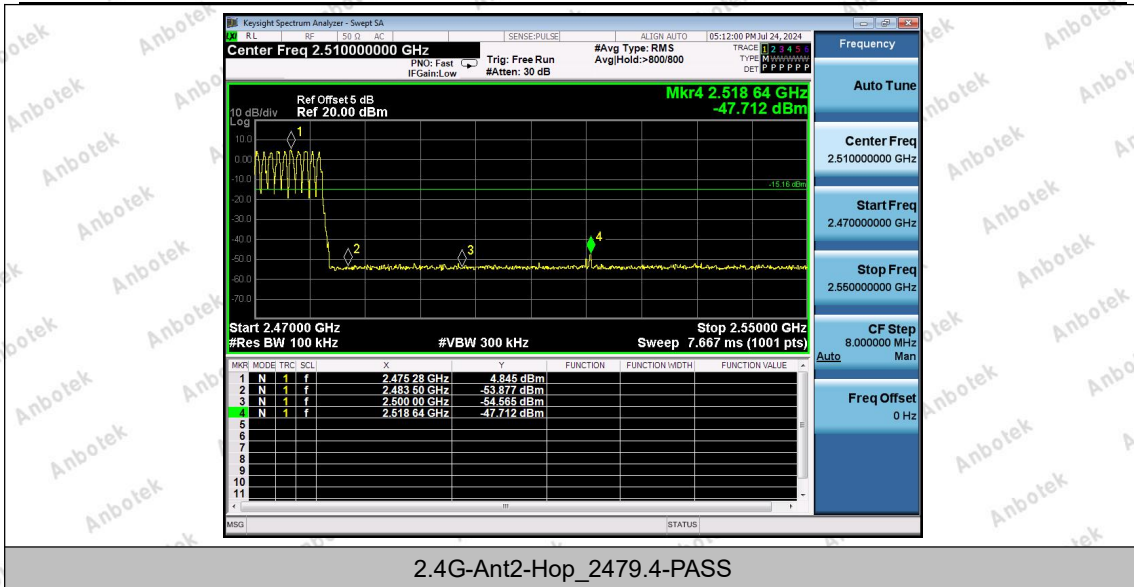 Keysight Spectrum Analyzer - Swept SA
RL RF 50 Ω AC SENSE:PULSE ALIGN AUTO 05:12:00 PM Jul 24, 2024
Center Freq 2.510000000 GHz
PNO: Fast
IFGain:Low
Trig: Free Run
#Atten: 30 dB
#Avg Type: RMS
Avg|Hold:>800/800
TRACE 1 2 3 4 5 6
TYPE M WWWWW
DET P P P P P P
Mkr4 2.518 64 GHz
-47.712 dBm
Ref Offset 5 dB
10 dB/div Ref 20.00 dBm
Log
10.0
0.00
-10.0
-20.0
-30.0
-40.0
-50.0
-60.0
-70.0
1
2
3
4
-15.16 dBm
Start 2.47000 GHz Stop 2.55000 GHz
#Res BW 100 kHz #VBW 300 kHz Sweep 7.667 ms (1001 pts)
MKR MODE TRC SCL X Y FUNCTION FUNCTION WIDTH FUNCTION VALUE
1 N 1 f 2.475 28 GHz 4.845 dBm
2 N 1 f 2.483 50 GHz -53.877 dBm
3 N 1 f 2.500 00 GHz -54.565 dBm
4 N 1 f 2.518 64 GHz -47.712 dBm
5
6
7
8
9
10
11
MSG STATUS
Frequency
Auto Tune
Center Freq
2.510000000 GHz
Start Freq
2.470000000 GHz
Stop Freq
2.550000000 GHz
CF Step
8.000000 MHz
Auto Man
Freq Offset
0 Hz
2.4G-Ant2-Hop_2479.4-PASS
Anbotek